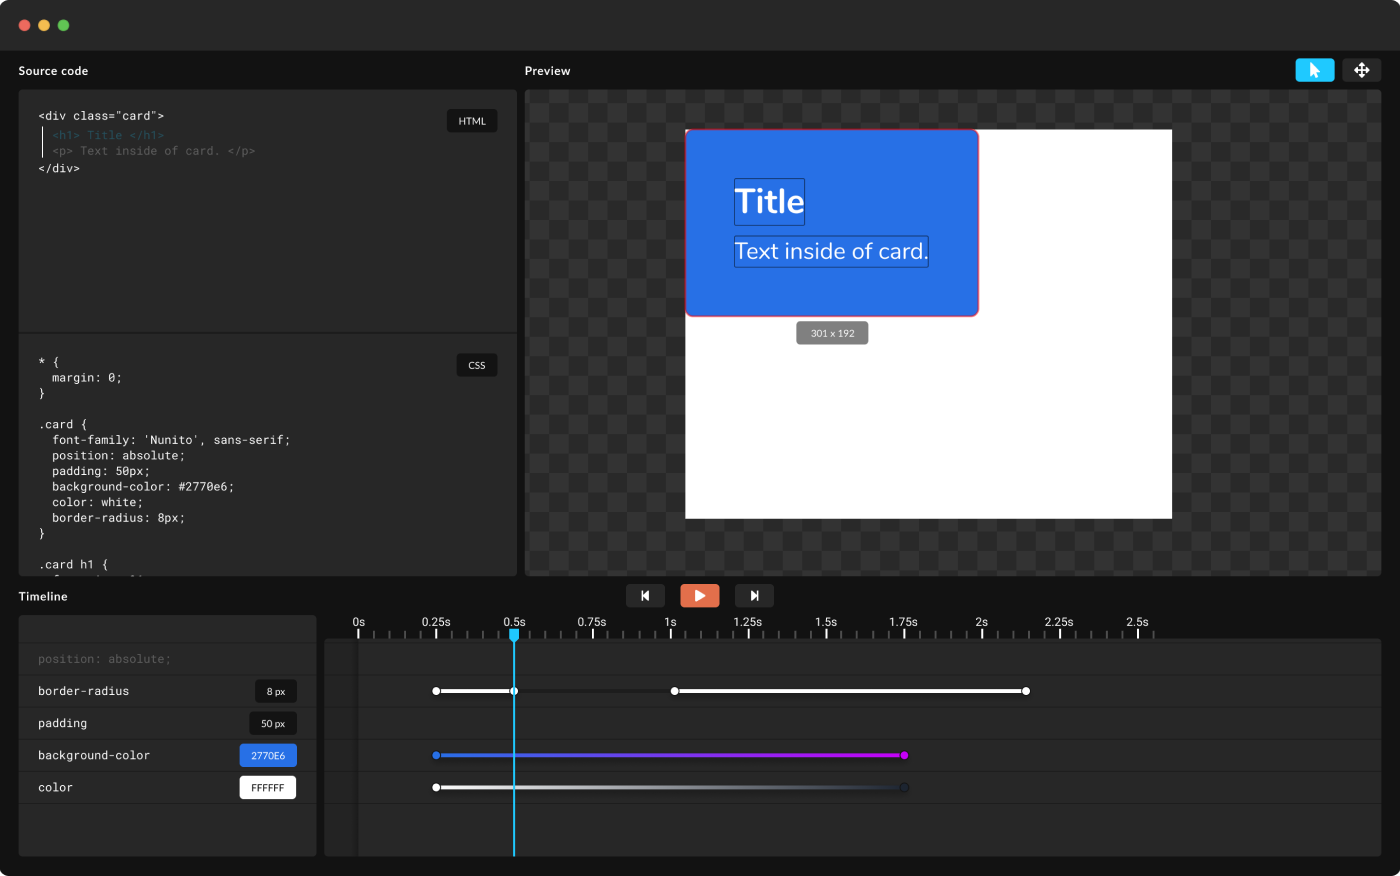 Source code
Preview
<div class="card">
HTML
<h1> Title </h1>
<p> Text inside of card. </p>
</div>
Title
Text inside of card.
301 x 192
* {
CSS
margin: 0;
}
.card {
font-family: 'Nunito', sans-serif;
position: absolute;
padding: 50px;
background-color: #2770e6;
color: white;
border-radius: 8px;
}
.card h1 {
Timeline
0s 0.25s 0.5s 0.75s 1s 1.25s 1.5s 1.75s 2s 2.25s 2.5s
position: absolute;
border-radius 8 px
padding 50 px
background-color 2770E6
color FFFFFF